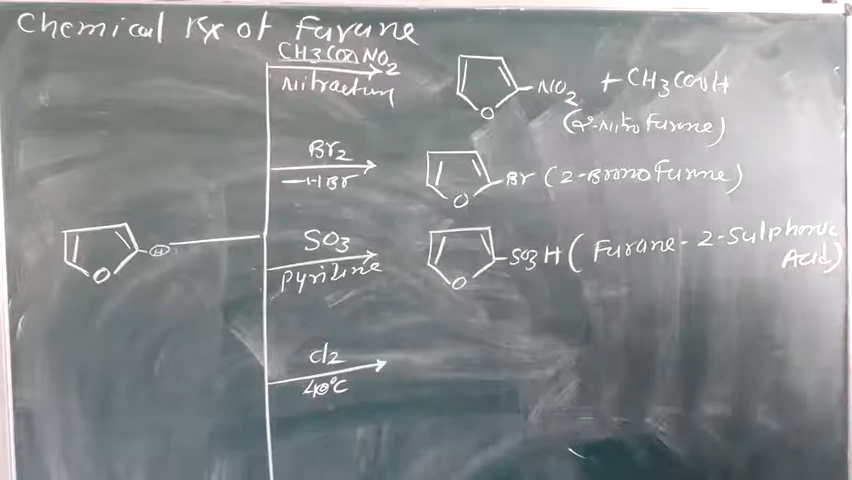 Chemical Rx of Furane
CH3COONO2
Nitraction
NO2 + CH3COOH
O
(2-Nitro Furane)
Br2
-HBr
Br (2-Bromo Furane)
O
H
O
SO3
pyridine
SO3H (Furane-2-Sulphonic
Acid)
O
Cl2
40°C